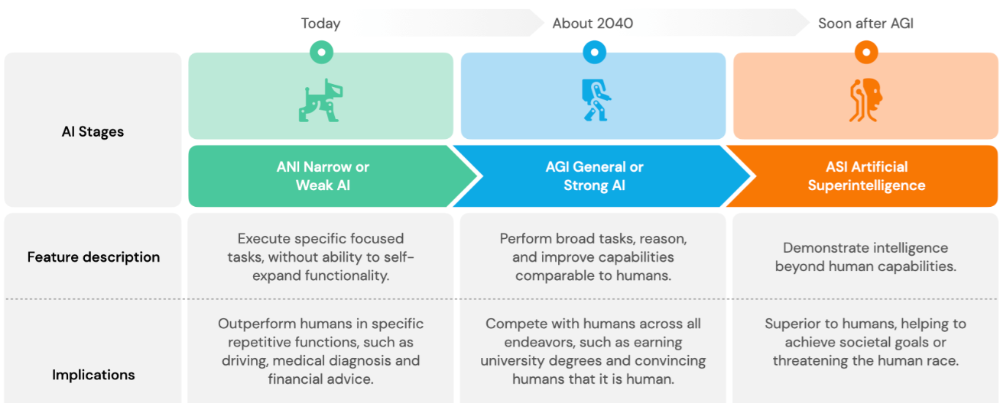 Today
About 2040
Soon after AGI
AI Stages
ANI Narrow or
Weak AI
AGI General or
Strong AI
ASI Artificial
Superintelligence
Feature description
Execute specific focused
tasks, without ability to self-
expand functionality.
Perform broad tasks, reason,
and improve capabilities
comparable to humans.
Demonstrate intelligence
beyond human capabilities.
Implications
Outperform humans in specific
repetitive functions, such as
driving, medical diagnosis and
financial advice.
Compete with humans across all
endeavors, such as earning
university degrees and convincing
humans that it is human.
Superior to humans, helping to
achieve societal goals or
threatening the human race.